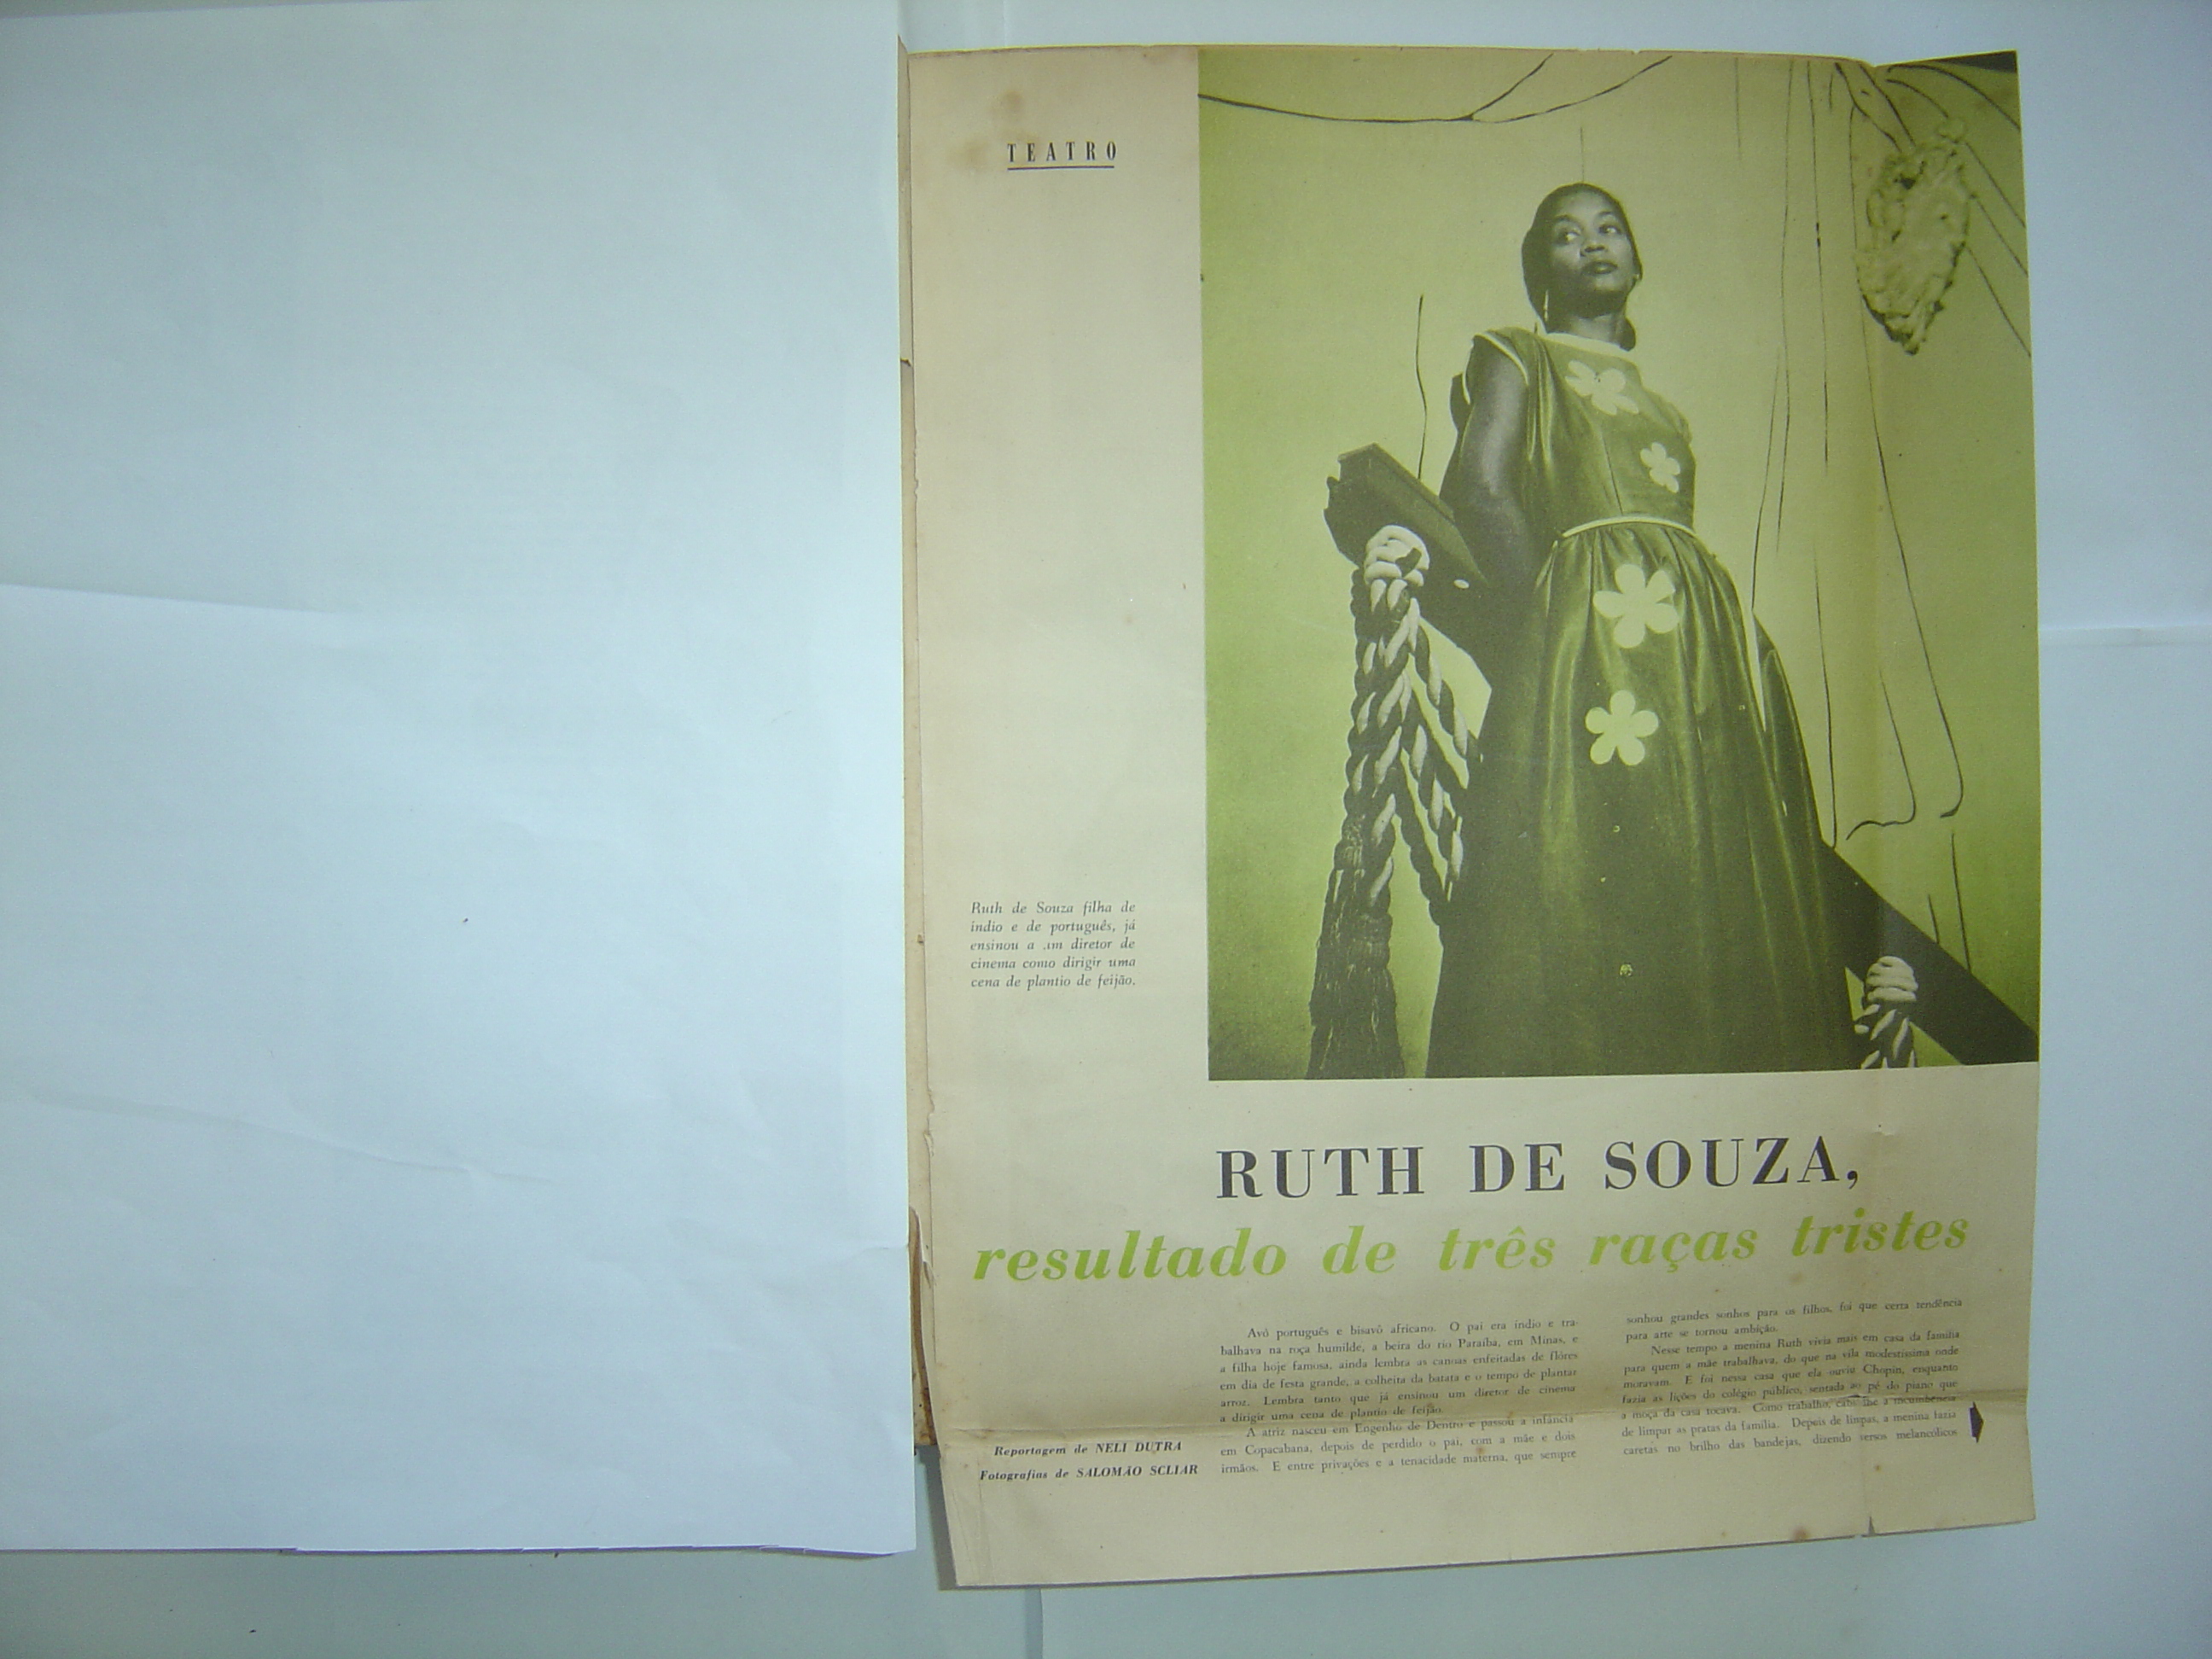 TEATRO
Ruth de Souza filha de
índio e de português, já
ensinou a um diretor de
cinema como dirigir uma
cena de plantio de feijão.
RUTH DE SOUZA,
resultado de três raças tristes
Reportagem de NELI DUTRA
Fotografias de SALOMÃO SCLIAR
Avó português e bisavô africano. O pai era índio e tra-
balhava na roça humilde, a beira do rio Paraíba, em Minas, e
a filha hoje famosa, ainda lembra as canoas enfeitadas de flôres
em dia de festa grande, a colheita da batata e o tempo de plantar
arroz. Lembra tanto que já ensinou um diretor de cinema
a dirigir uma cena de plantio de feijão.
A atriz nasceu em Engenho de Dentro e passou a infância
em Copacabana, depois de perdido o pai, com a mãe e dois
irmãos. E entre privações e a tenacidade materna, que sempre
sonhou grandes sonhos para os filhos, foi que certa tendência
para arte se tornou ambição.
Nesse tempo a menina Ruth vivia mais em casa da família
para quem a mãe trabalhava, do que na vila modestíssima onde
moravam. E foi nessa casa que ela ouviu Chopin, enquanto
fazia as lições do colégio público, sentada ao pé do piano que
a moça da casa tocava. Como trabalho, cabia-lhe a incumbência
de limpar as pratas da família. Depois de limpas, a menina fazia
caretas no brilho das bandejas, dizendo versos melancólicos